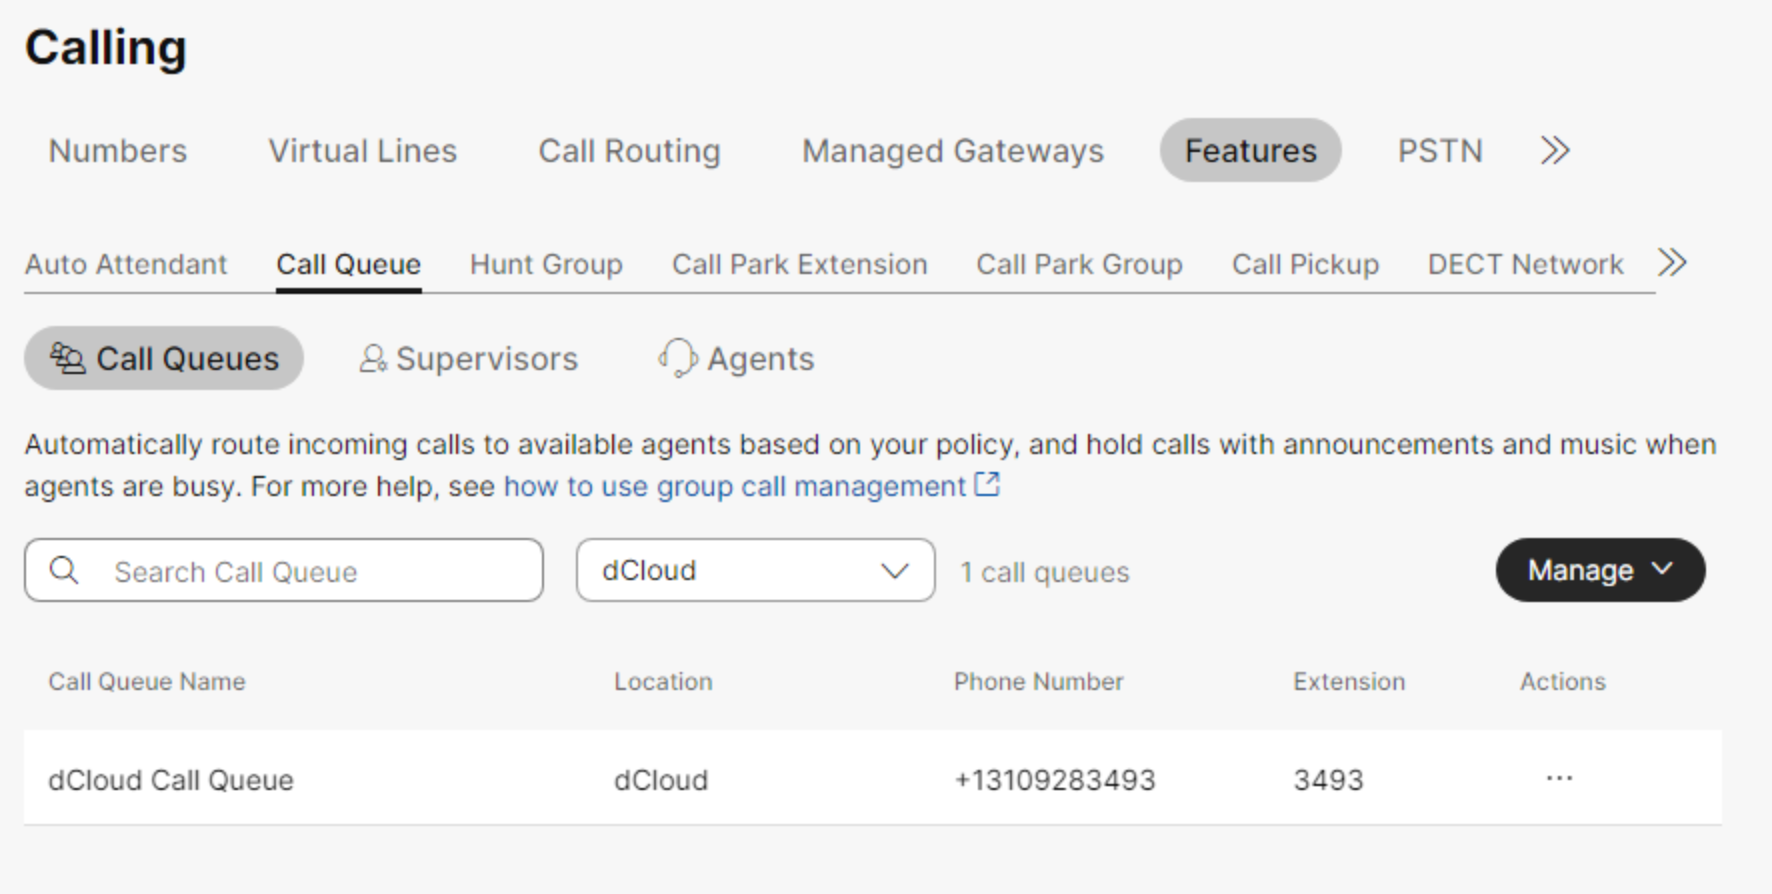 Calling
Numbers Virtual Lines Call Routing Managed Gateways Features PSTN
Auto Attendant Call Queue Hunt Group Call Park Extension Call Park Group Call Pickup DECT Network
Call Queues Supervisors Agents
Automatically route incoming calls to available agents based on your policy, and hold calls with announcements and music when
agents are busy. For more help, see how to use group call management
Search Call Queue dCloud 1 call queues Manage
Call Queue Name Location Phone Number Extension Actions
dCloud Call Queue dCloud +13109283493 3493 ...